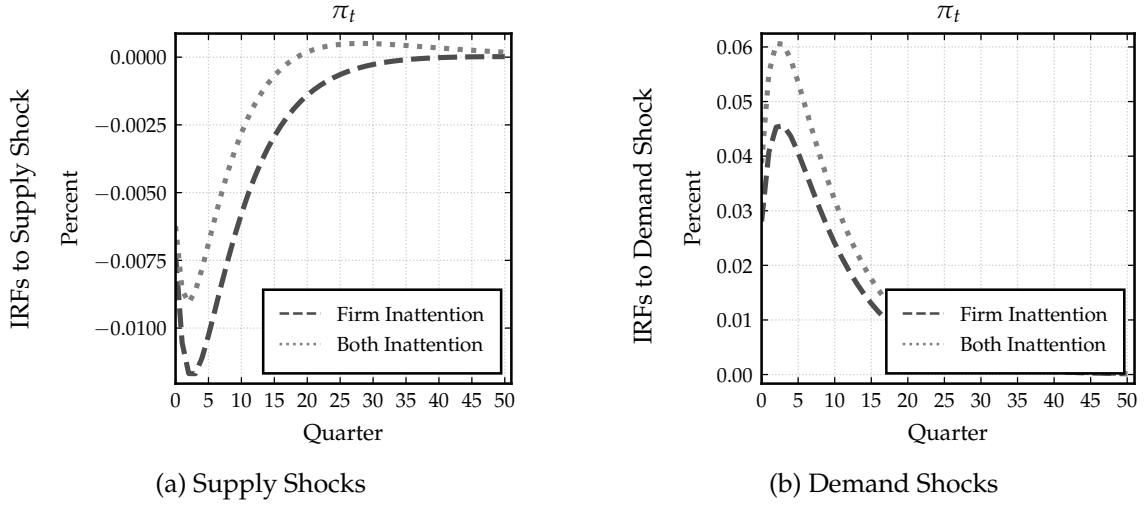 π_t
IRFs to Supply Shock
Percent
0.0000
−0.0025
−0.0050
−0.0075
−0.0100
Firm Inattention
Both Inattention
0 5 10 15 20 25 30 35 40 45 50
Quarter
(a) Supply Shocks
π_t
IRFs to Demand Shock
Percent
0.06
0.05
0.04
0.03
0.02
0.01
0.00
Firm Inattention
Both Inattention
0 5 10 15 20 25 30 35 40 45 50
Quarter
(b) Demand Shocks